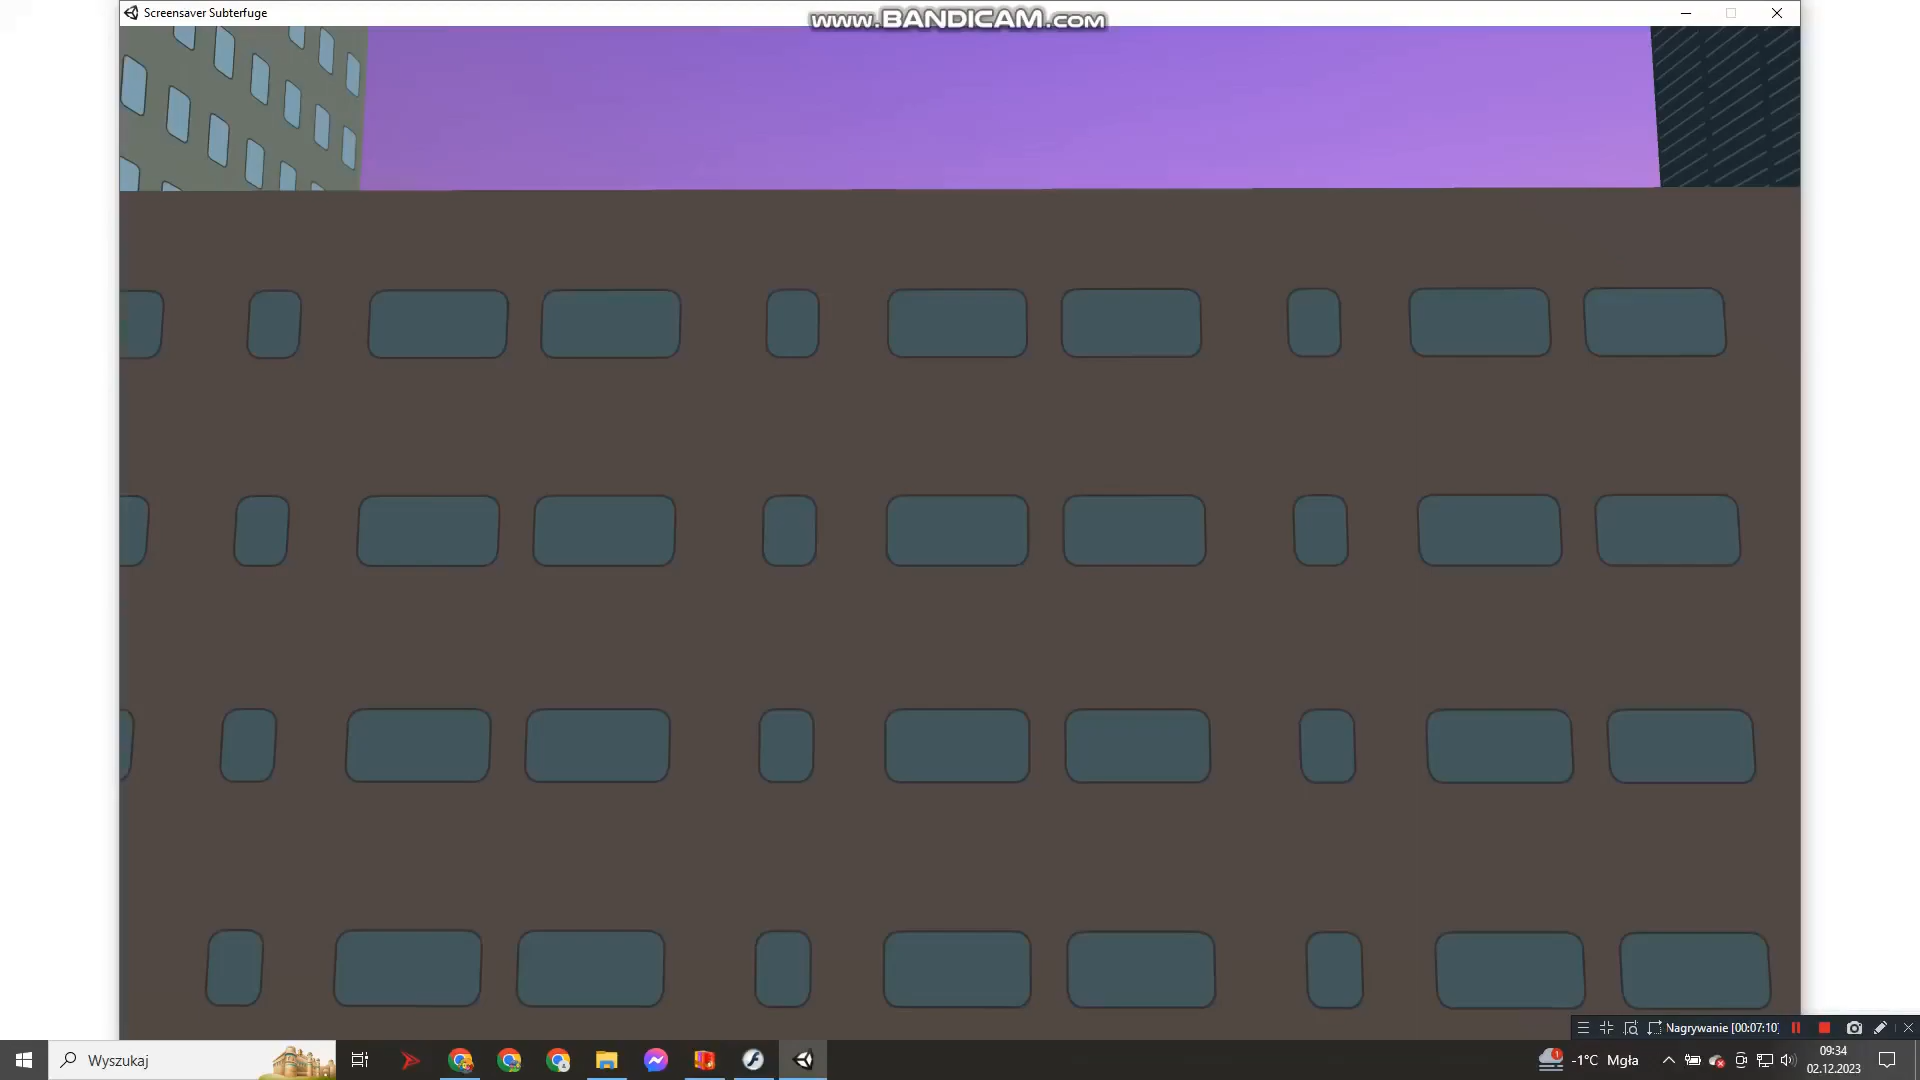 Screensaver Subterfuge
www.BANDICAM.com
Nagrywanie [00:07:10]
Wyszukaj
-1°C Mgła
09:34
02.12.2023